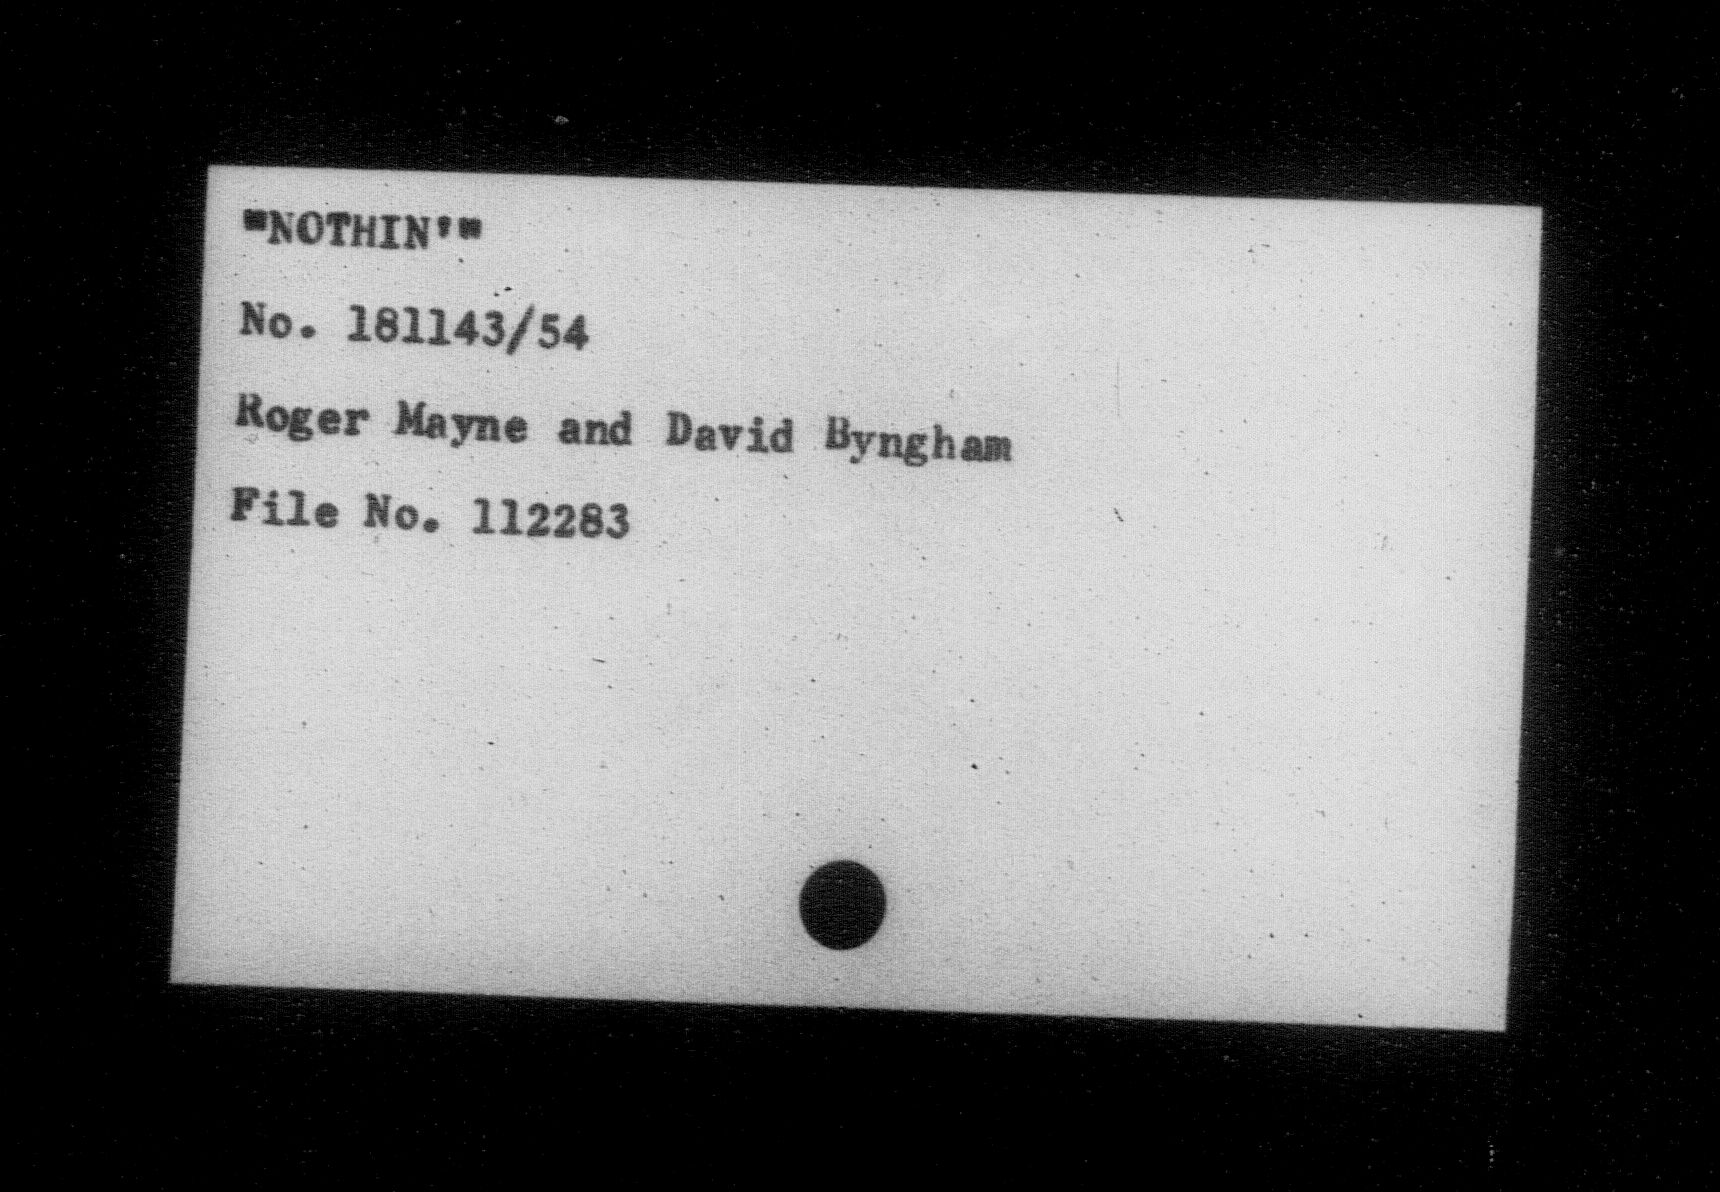 "NOTHIN'"
No. 181143/54
Roger Mayne and David Byngham
File No. 112283